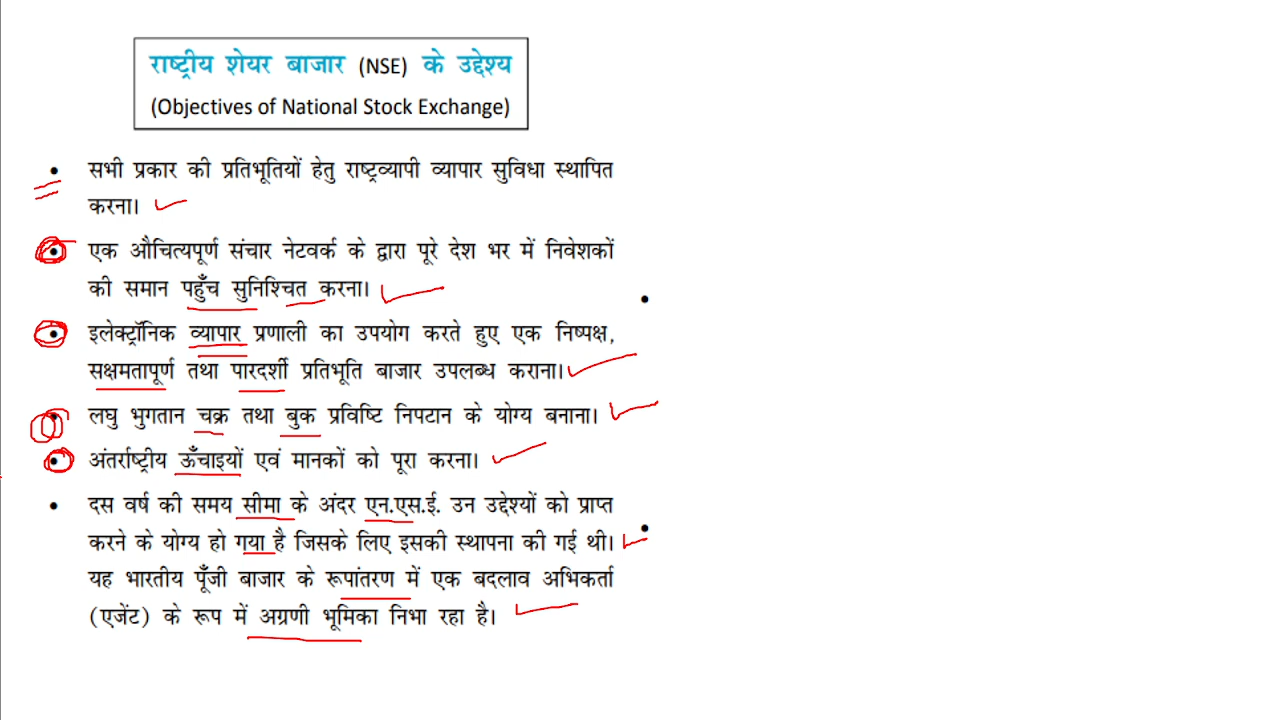 राष्ट्रीय शेयर बाजार (NSE) के उद्देश्य
(Objectives of National Stock Exchange)
• सभी प्रकार की प्रतिभूतियों हेतु राष्ट्रव्यापी व्यापार सुविधा स्थापित
करना।
• एक औचित्यपूर्ण संचार नेटवर्क के द्वारा पूरे देश भर में निवेशकों
की समान पहुँच सुनिश्चित करना।
• इलेक्ट्रॉनिक व्यापार प्रणाली का उपयोग करते हुए एक निष्पक्ष,
सक्षमतापूर्ण तथा पारदर्शी प्रतिभूति बाजार उपलब्ध कराना।
• लघु भुगतान चक्र तथा बुक प्रविष्टि निपटान के योग्य बनाना।
• अंतर्राष्ट्रीय ऊँचाइयों एवं मानकों को पूरा करना।
• दस वर्ष की समय सीमा के अंदर एन.एस.ई. उन उद्देश्यों को प्राप्त
करने के योग्य हो गया है जिसके लिए इसकी स्थापना की गई थी।
यह भारतीय पूँजी बाजार के रूपांतरण में एक बदलाव अभिकर्ता
(एजेंट) के रूप में अग्रणी भूमिका निभा रहा है।